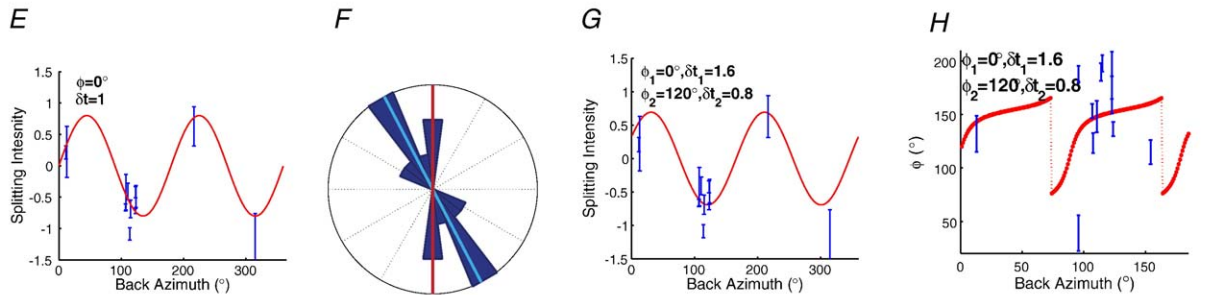 E
F
G
H
1.5
1
0.5
0
-0.5
-1
-1.5
Splitting Intensity
ϕ=0°
δt=1
0 100 200 300
Back Azimuth (°)
1.5
1
0.5
0
-0.5
-1
-1.5
Splitting Intensity
ϕ₁=0°,δt₁=1.6
ϕ₂=120°,δt₂=0.8
0 100 200 300
Back Azimuth (°)
200
150
100
50
ϕ (°)
ϕ₁=0°,δt₁=1.6
ϕ₂=120°,δt₂=0.8
0 50 100 150
Back Azimuth (°)